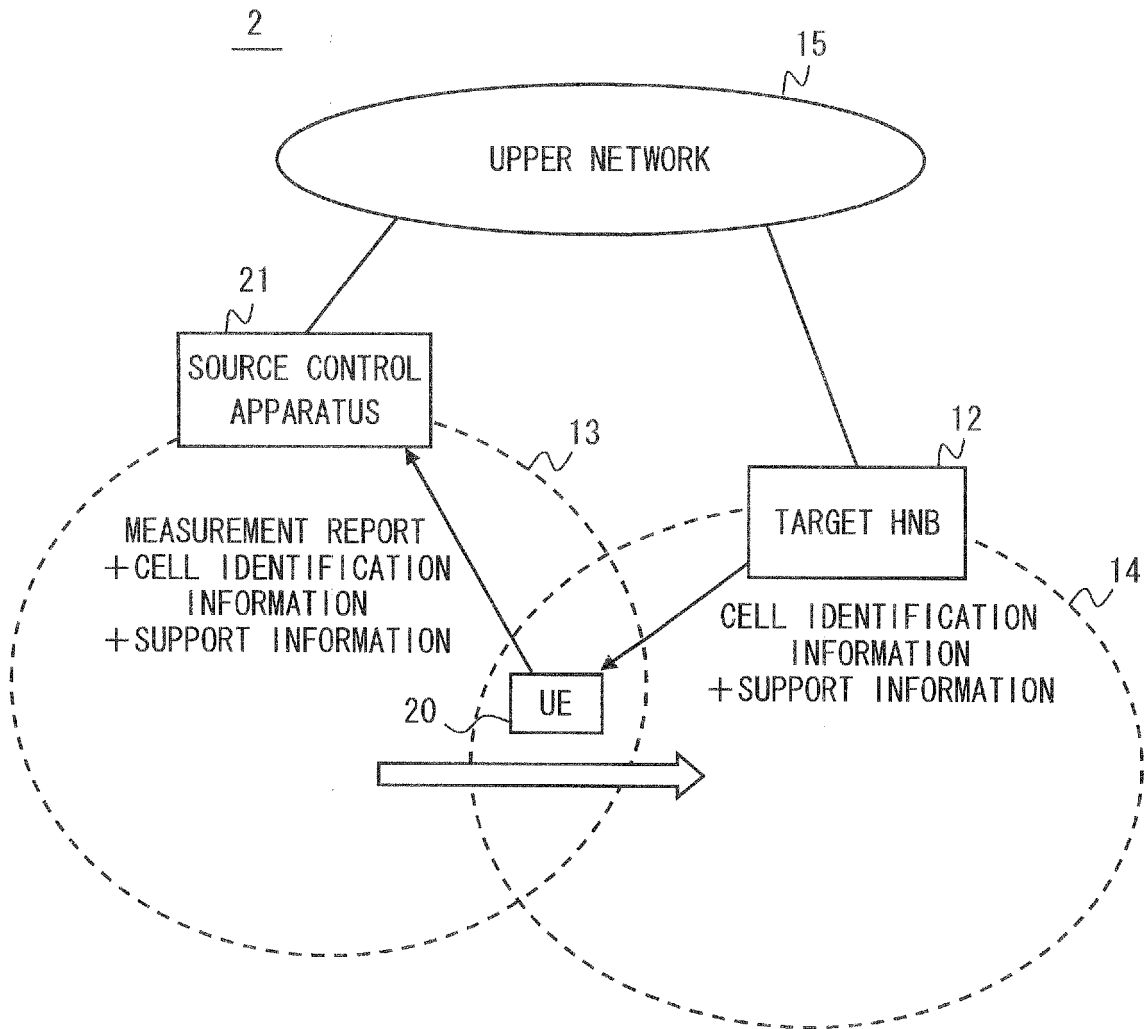 2
15
UPPER NETWORK
21
SOURCE CONTROL
APPARATUS
13
12
TARGET HNB
MEASUREMENT REPORT
+CELL IDENTIFICATION
INFORMATION
+SUPPORT INFORMATION
14
CELL IDENTIFICATION
INFORMATION
+SUPPORT INFORMATION
20
UE